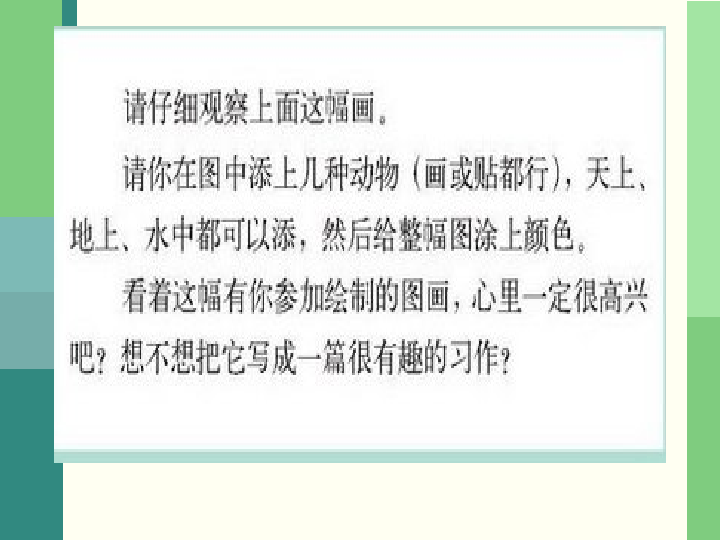 请仔细观察上面这幅画。
请你在图中添上几种动物（画或贴都行），天上、
地上、水中都可以添，然后给整幅图涂上颜色。
看着这幅有你参加绘制的图画，心里一定很高兴
吧？想不想把它写成一篇很有趣的习作？